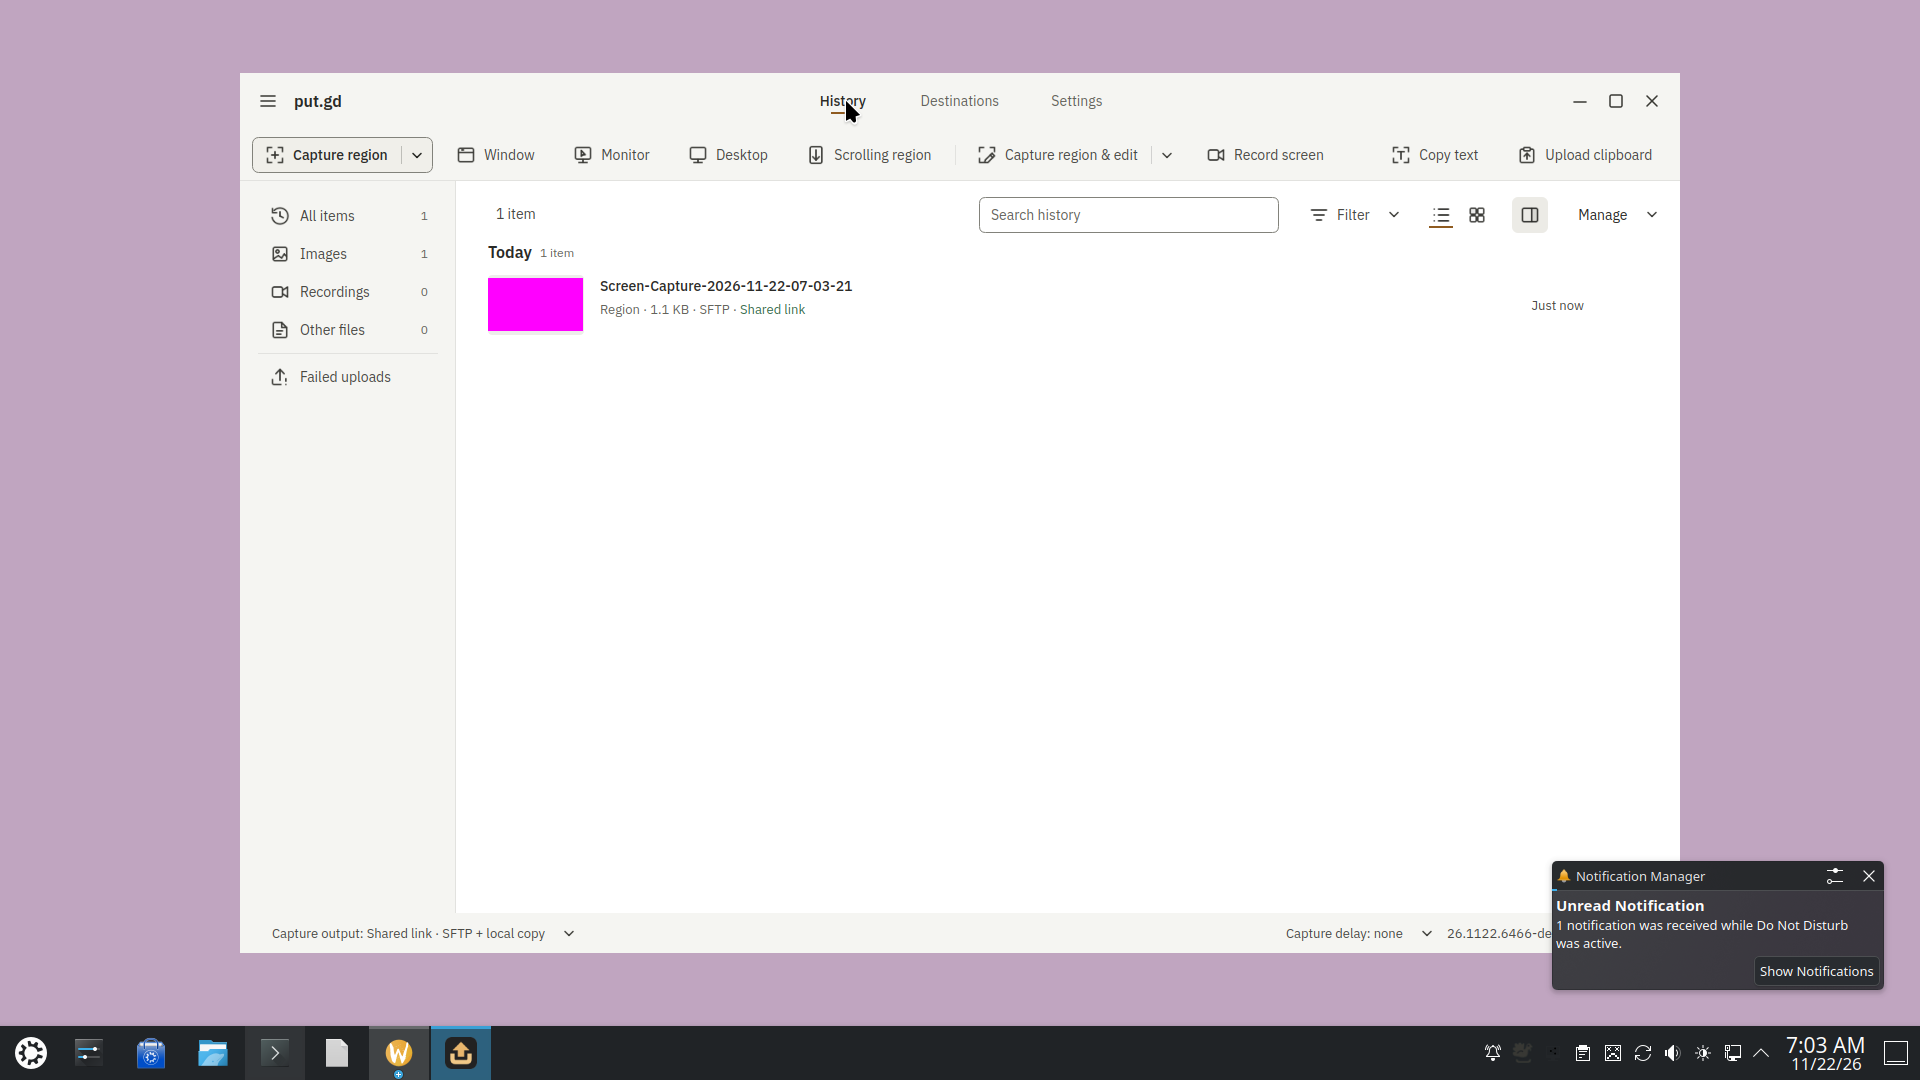 put.gd
History
Destinations
Settings
Capture region
Window
Monitor
Desktop
Scrolling region
Capture region & edit
Record screen
Copy text
Upload clipboard
All items 1
Images 1
Recordings 0
Other files 0
Failed uploads
1 item
Search history
Filter
Manage
Today 1 item
Screen-Capture-2026-11-22-07-03-21
Region · 1.1 KB · SFTP · Shared link
Just now
Capture output: Shared link · SFTP + local copy
Capture delay: none
26.1122.6466-de
Notification Manager
Unread Notification
1 notification was received while Do Not Disturb
was active.
Show Notifications
7:03 AM
11/22/26